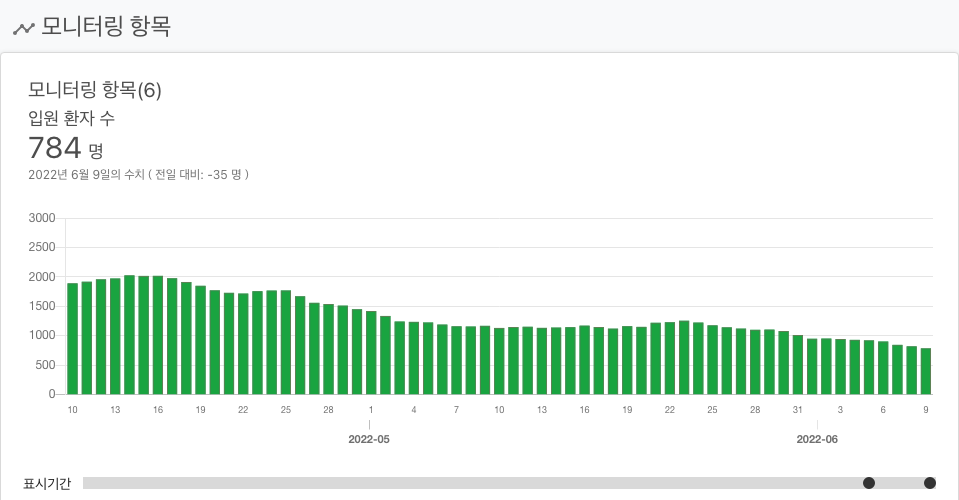 모니터링 항목
모니터링 항목(6)
입원 환자 수
784 명
2022년 6월 9일의 수치 ( 전일 대비: -35 명 )
3000
2500
2000
1500
1000
500
0
10 13 16 19 22 25 28 1 4 7 10 13 16 19 22 25 28 31 3 6 9
2022-05 2022-06
표시기간